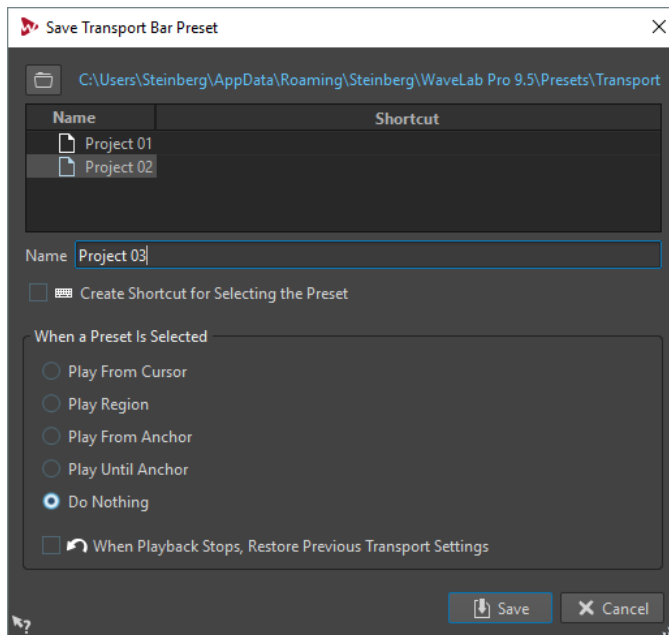 Save Transport Bar Preset
C:\Users\Steinberg\AppData\Roaming\Steinberg\WaveLab Pro 9.5\Presets\Transport
Name Shortcut
Project 01
Project 02
Name Project 03
Create Shortcut for Selecting the Preset
When a Preset Is Selected
Play From Cursor
Play Region
Play From Anchor
Play Until Anchor
Do Nothing
When Playback Stops, Restore Previous Transport Settings
Save Cancel
?